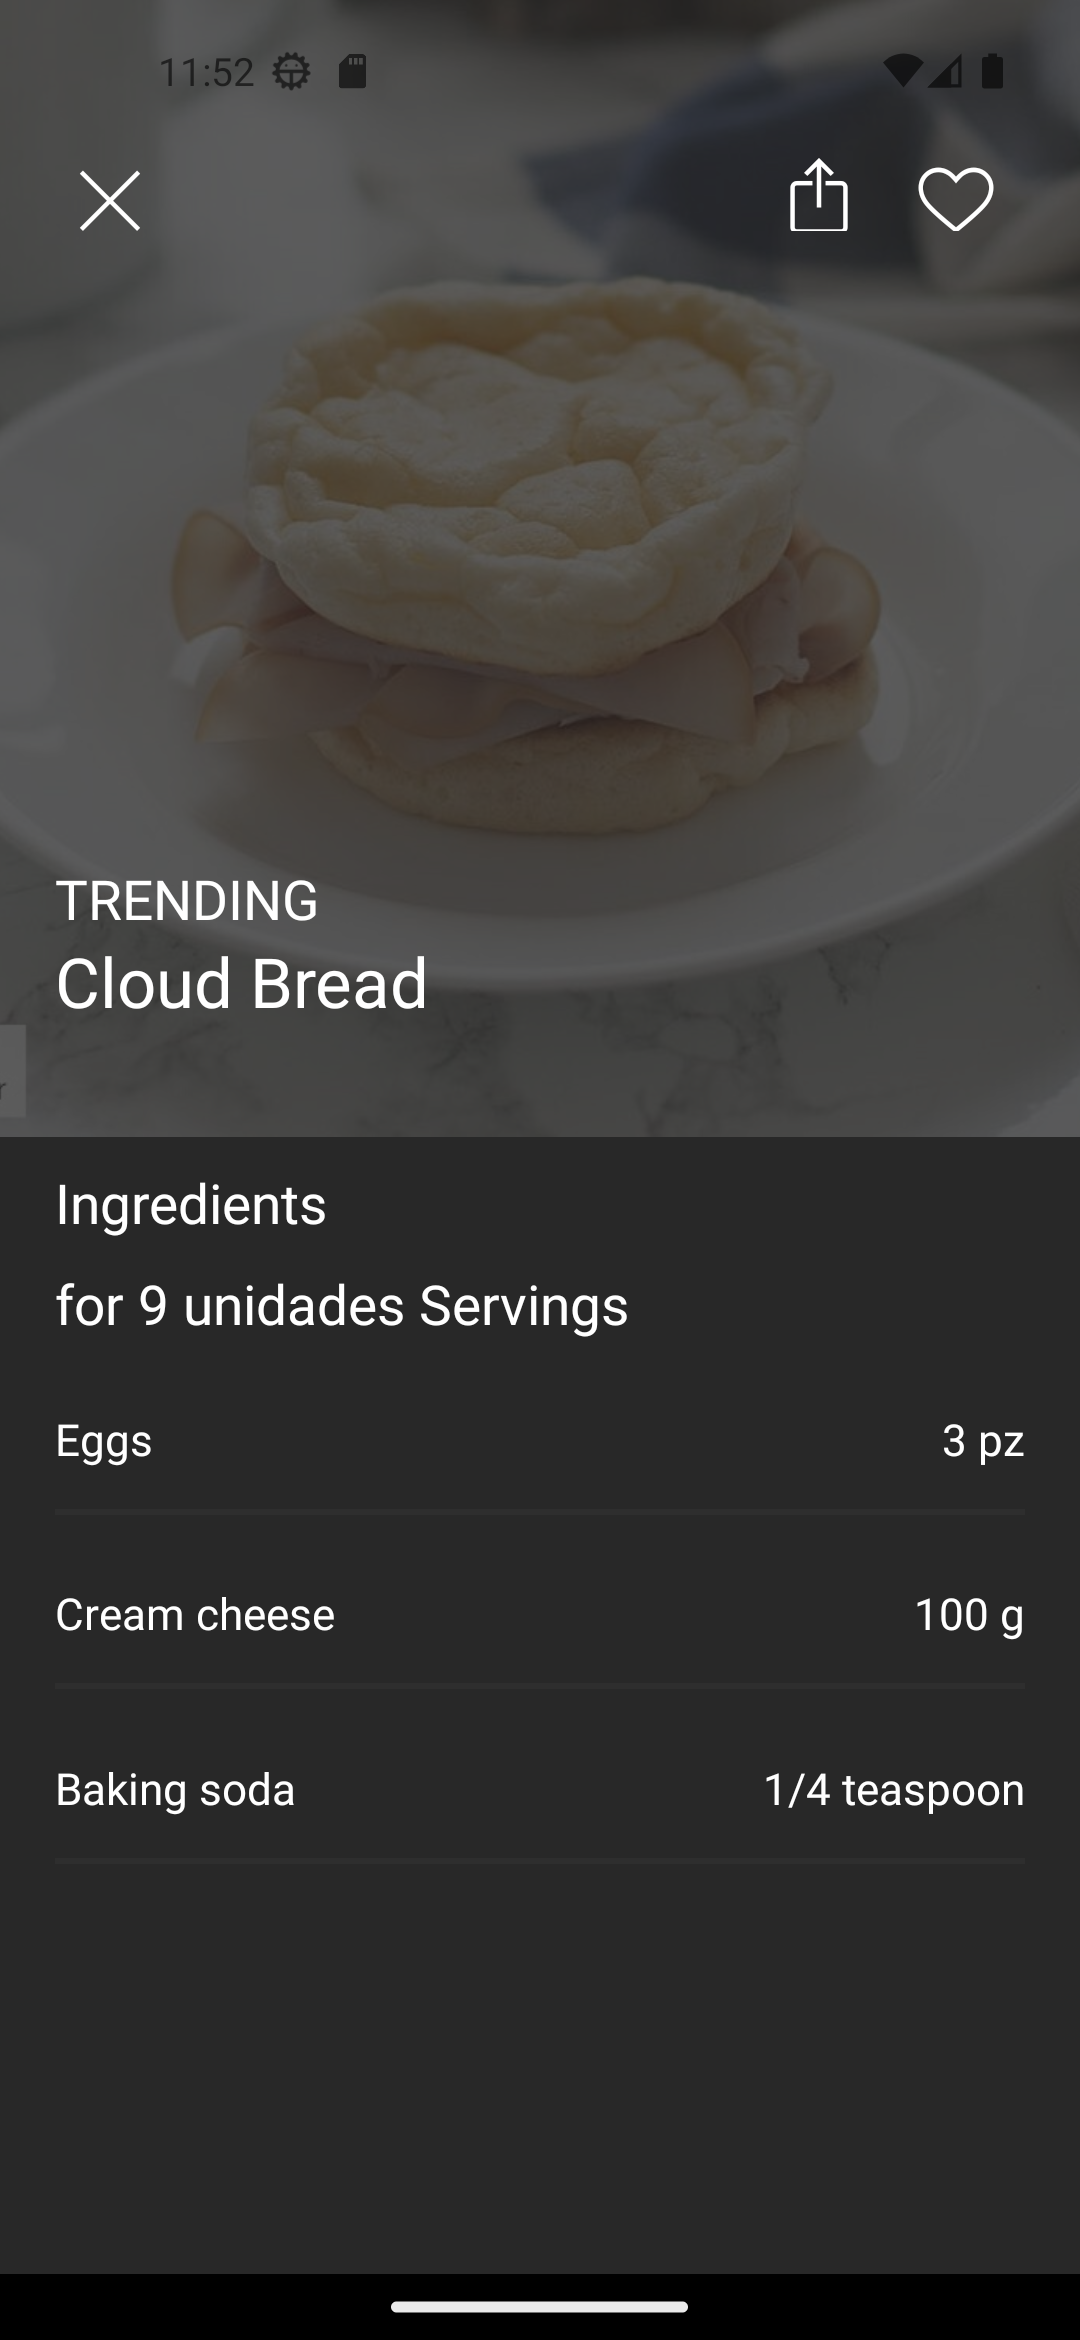 11:52
TRENDING
Cloud Bread
Ingredients
for 9 unidades Servings
Eggs 3 pz
Cream cheese 100 g
Baking soda 1/4 teaspoon